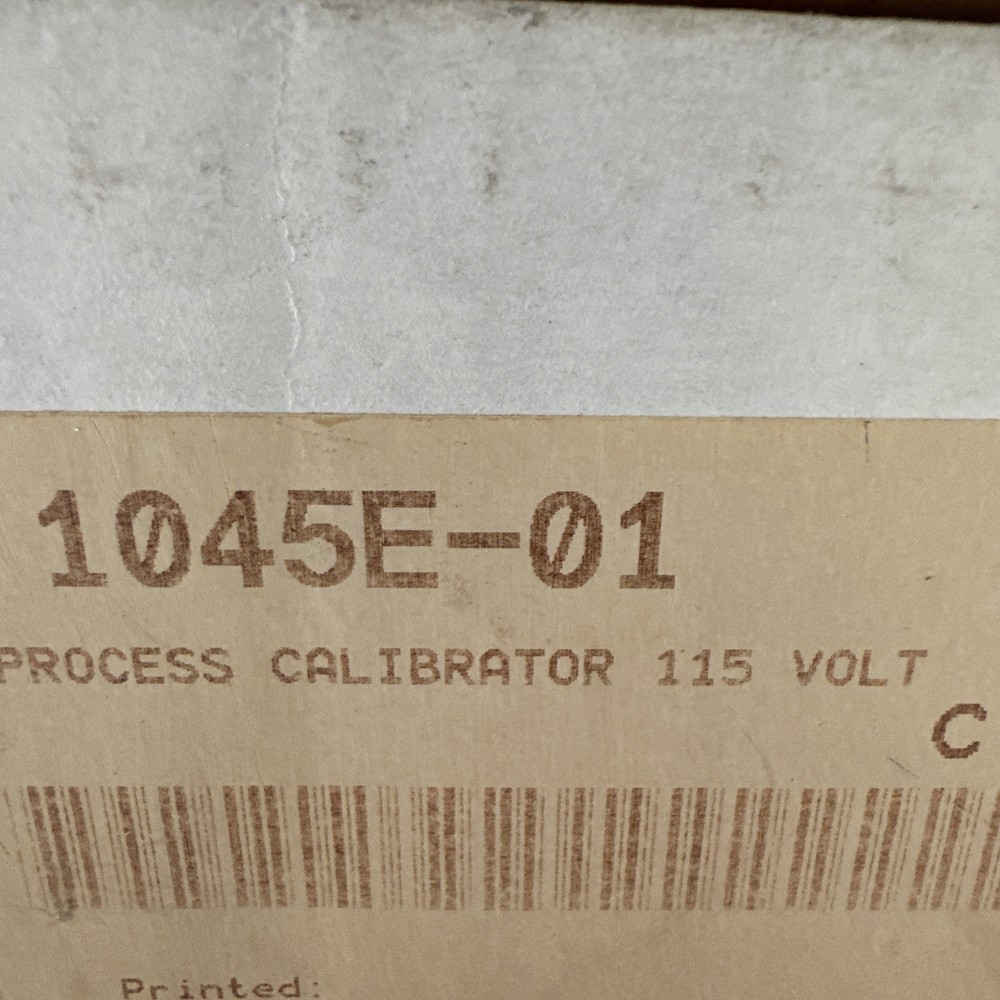 1045E-01
PROCESS CALIBRATOR 115 VOLT
C
Printed: